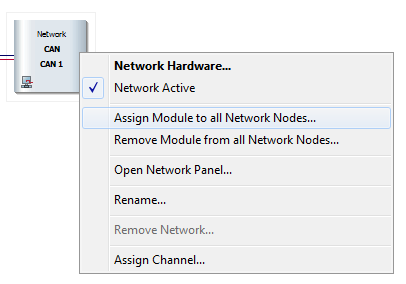 Network
CAN
CAN 1
Network Hardware...
Network Active
Assign Module to all Network Nodes...
Remove Module from all Network Nodes...
Open Network Panel...
Rename...
Remove Network...
Assign Channel...